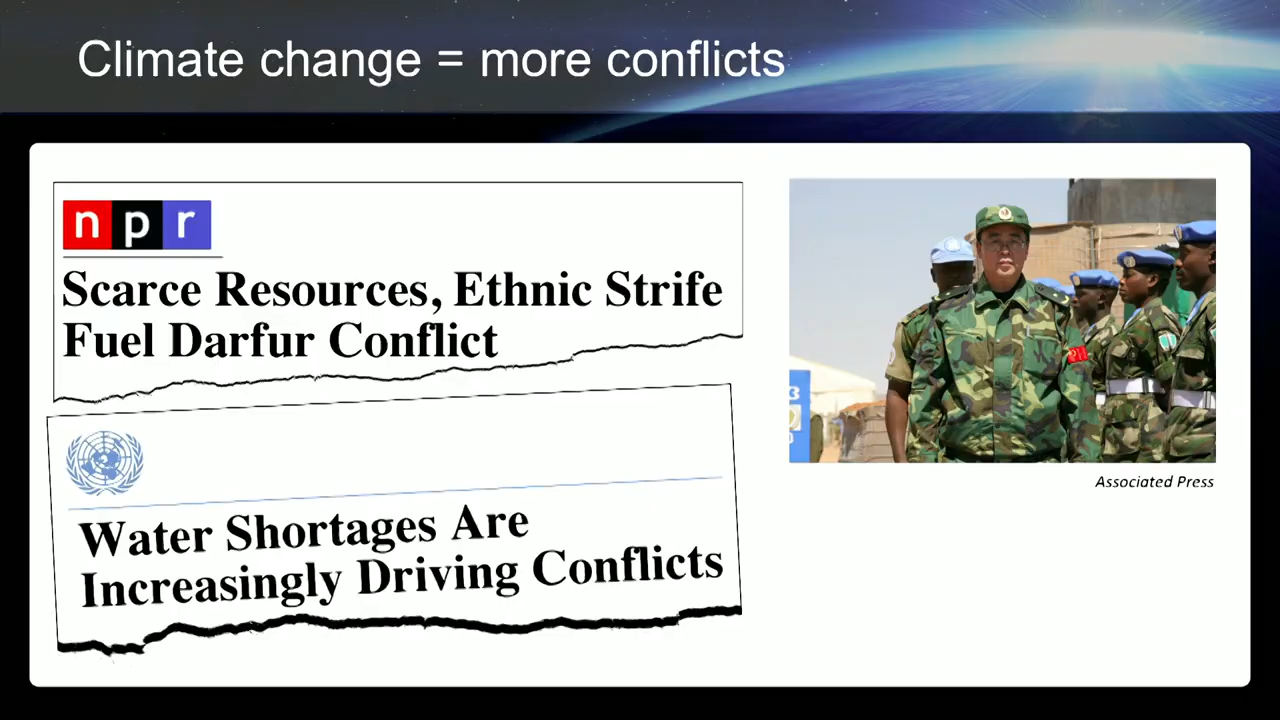 Climate change = more conflicts
npr
Scarce Resources, Ethnic Strife
Fuel Darfur Conflict
Water Shortages Are
Increasingly Driving Conflicts
Associated Press